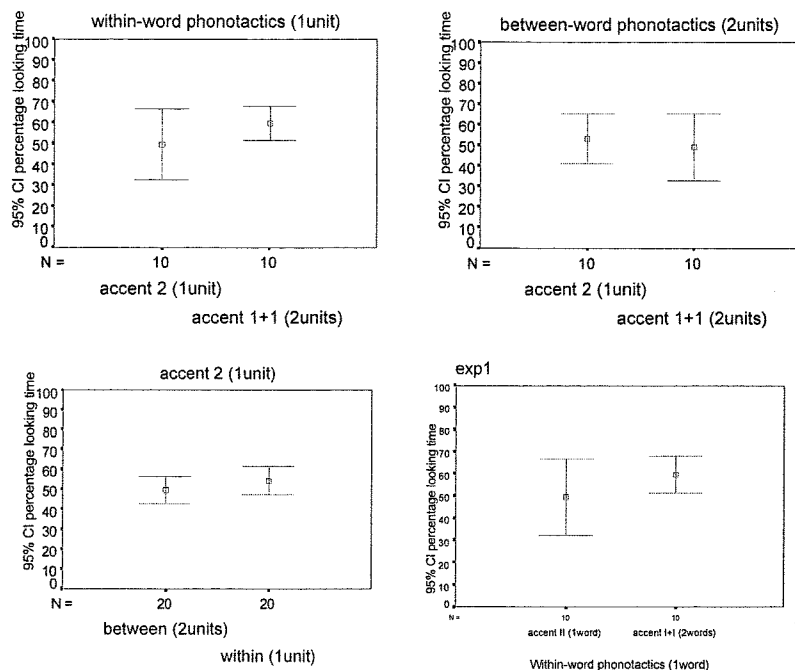 within-word phonotactics (1unit)
95% CI percentage looking time
100
90
80
70
60
50
40
30
20
10
0
N =
10
10
accent 2 (1unit)
accent 1+1 (2units)
between-word phonotactics (2units)
95% CI percentage looking time
100
90
80
70
60
50
40
30
20
10
0
N =
10
10
accent 2 (1unit)
accent 1+1 (2units)
accent 2 (1unit)
95% CI percentage looking time
100
90
80
70
60
50
40
30
20
10
0
N =
20
20
between (2units)
within (1unit)
exp1
95% CI percentage looking time
100
90
80
70
60
50
40
30
20
10
0
N =
10
10
accent II (1word)
accent I+I (2words)
Within-word phonotactics (1word)